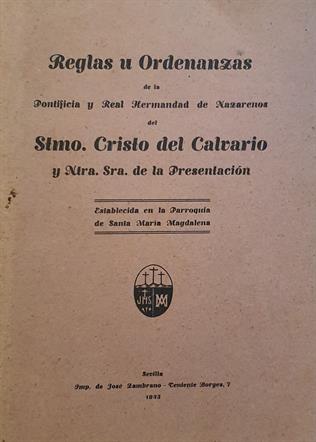 Reglas u Ordenanzas
de la
Pontificia y Real Hermandad de Nazarenos
del
Stmo. Cristo del Calvario
y Ntra. Sra. de la Presentación
Establecida en la Parroquia
de Santa María Magdalena
JHS
Sevilla
Imp. de José Zambrano - Teniente Borges, 7